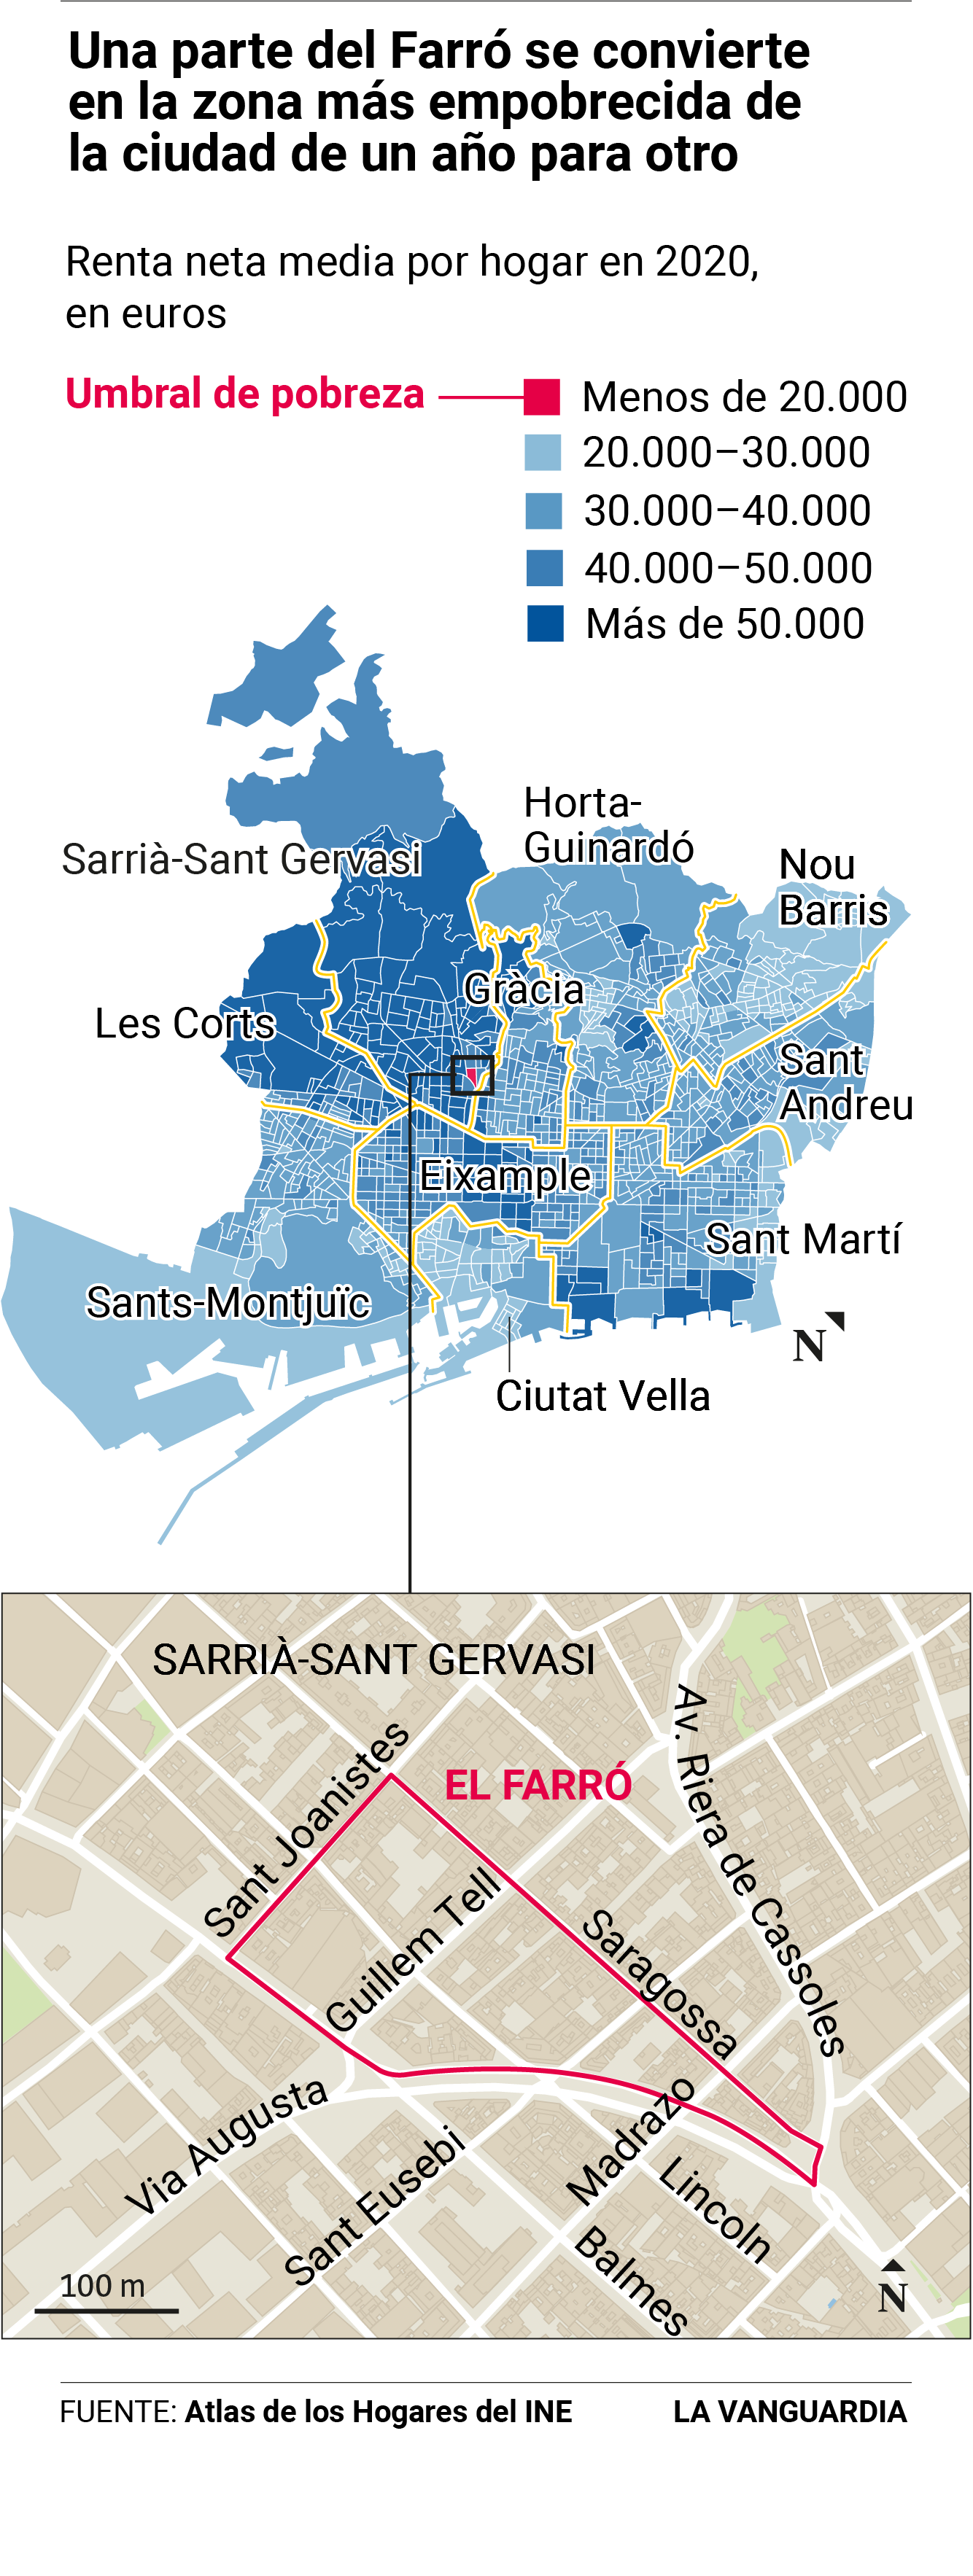 Una parte del Farró se convierte
en la zona más empobrecida de
la ciudad de un año para otro
Renta neta media por hogar en 2020,
en euros
Umbral de pobreza
Menos de 20.000
20.000–30.000
30.000–40.000
40.000–50.000
Más de 50.000
Horta-
Guinardó
Sarrià-Sant Gervasi
Nou
Barris
Gràcia
Les Corts
Sant
Andreu
Eixample
Sant Martí
Sants-Montjuïc
N
Ciutat Vella
SARRIÀ-SANT GERVASI
Av. Riera de Cassoles
EL FARRÓ
Sant Joanistes
Guillem Tell
Saragossa
Via Augusta
Sant Eusebi
Madrazo
Lincoln
Balmes
100 m
N
FUENTE: Atlas de los Hogares del INE
LA VANGUARDIA